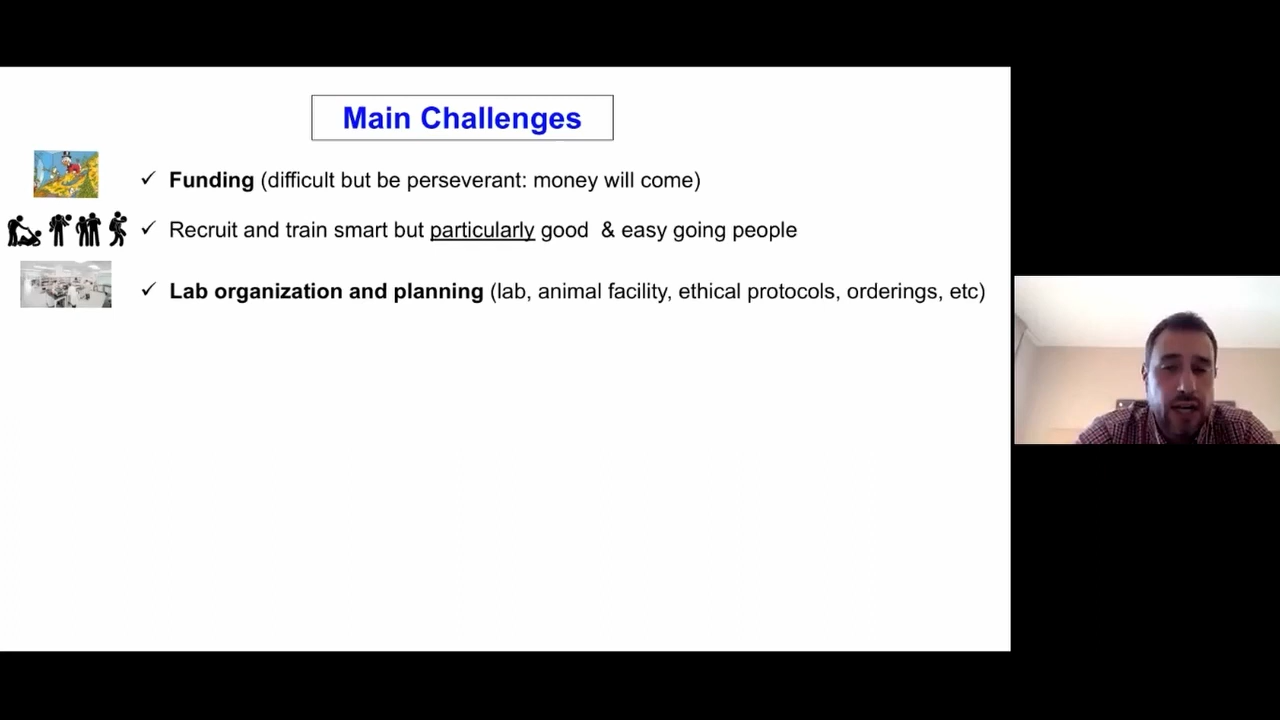 Main Challenges
✓ Funding (difficult but be perseverant: money will come)
✓ Recruit and train smart but particularly good & easy going people
✓ Lab organization and planning (lab, animal facility, ethical protocols, orderings, etc)